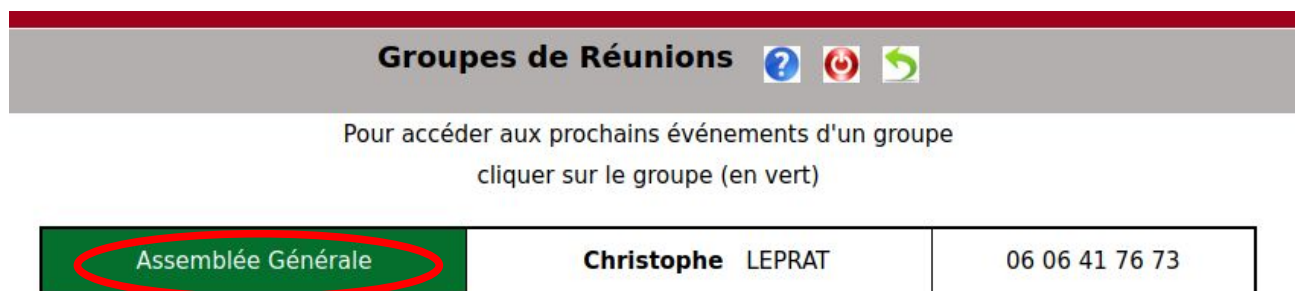 Groupes de Réunions
Pour accéder aux prochains événements d'un groupe
cliquer sur le groupe (en vert)
Assemblée Générale Christophe LEPRAT 06 06 41 76 73